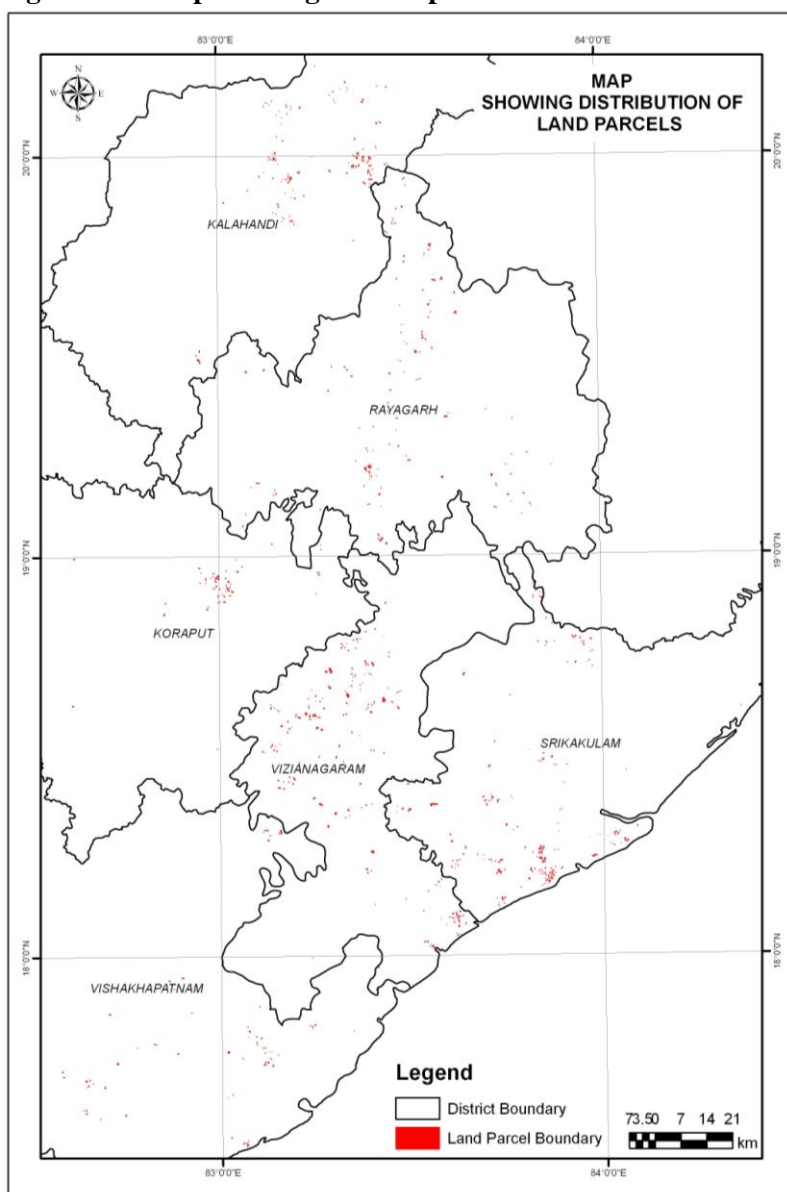 83°0'0"E 84°0'0"E
N
W E
S
MAP
SHOWING DISTRIBUTION OF
LAND PARCELS
20°0'0"N 20°0'0"N
KALAHANDI
RAYAGARH
19°0'0"N 19°0'0"N
KORAPUT
SRIKAKULAM
VIZIANAGARAM
18°0'0"N 18°0'0"N
VISHAKHAPATNAM
Legend
District Boundary
Land Parcel Boundary
73.50 7 14 21
km
83°0'0"E 84°0'0"E